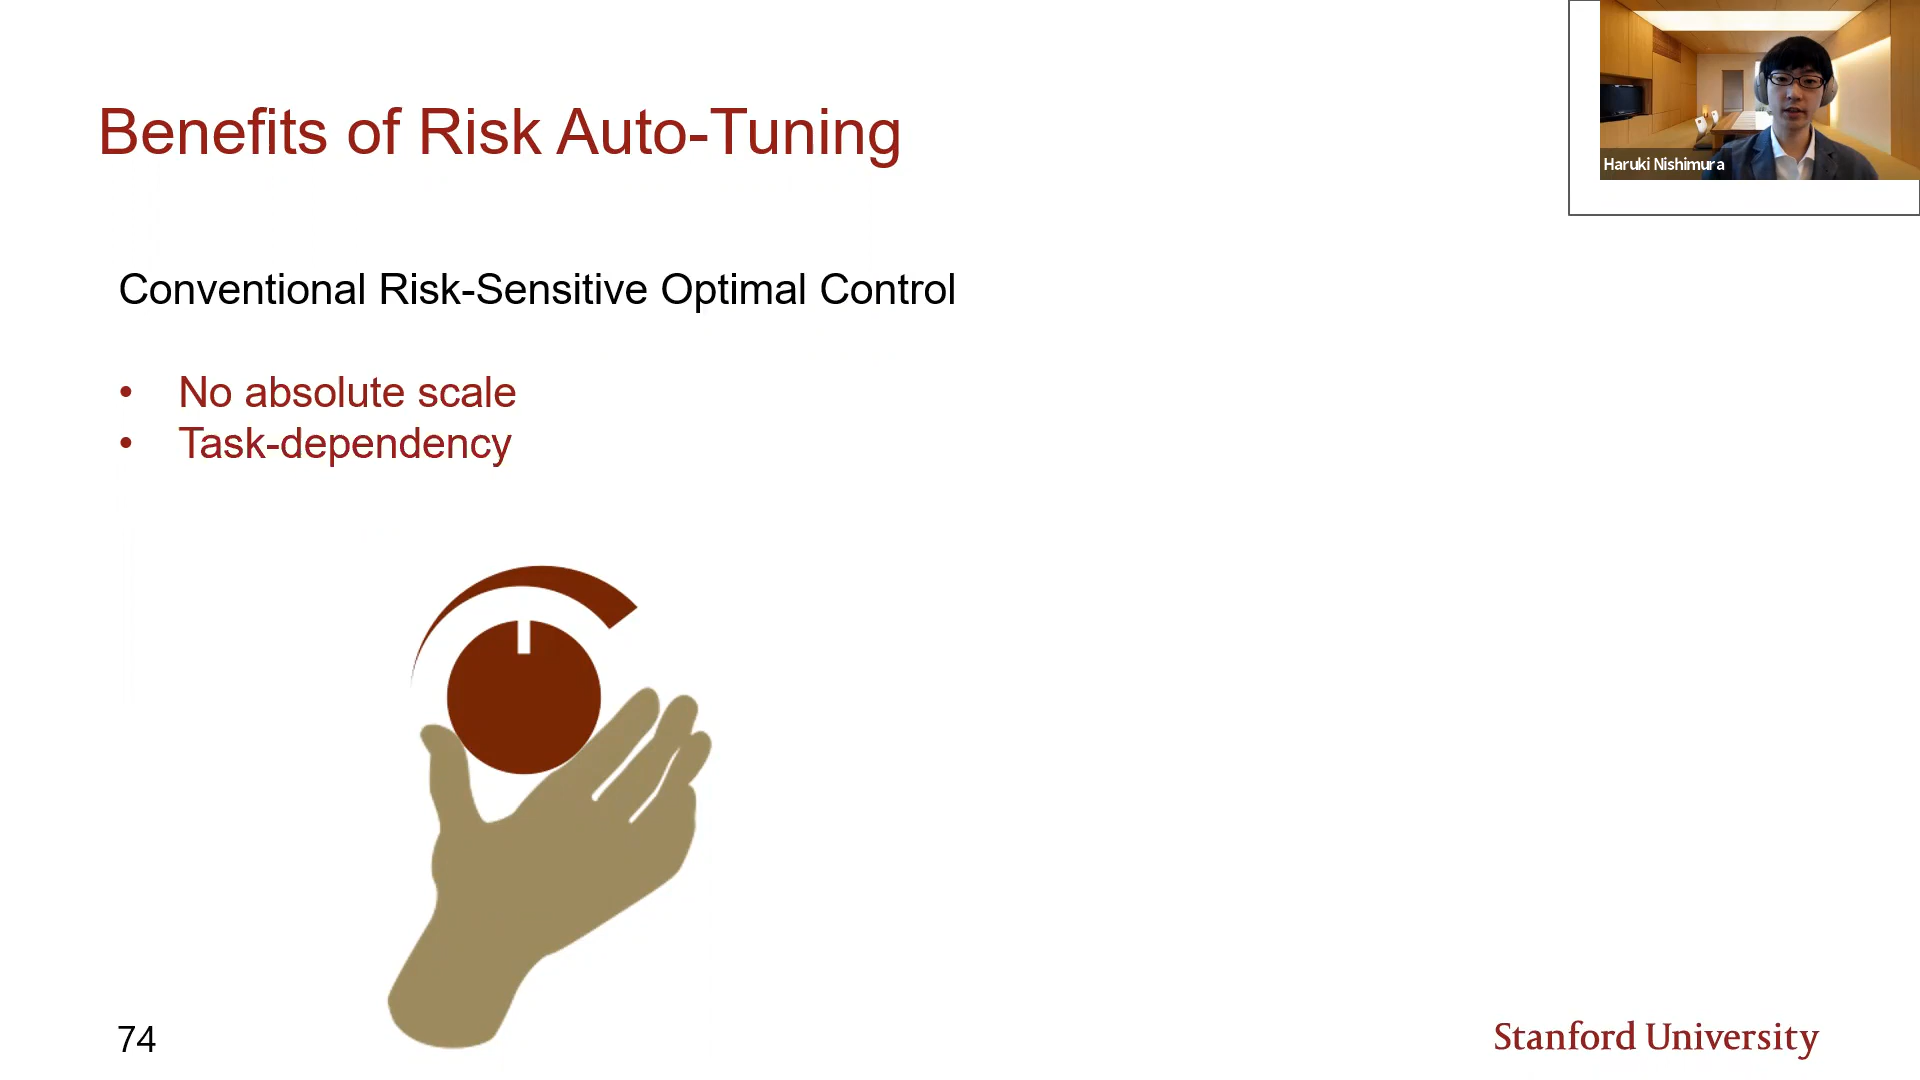 Benefits of Risk Auto-Tuning
Haruki Nishimura
Conventional Risk-Sensitive Optimal Control
• No absolute scale
• Task-dependency
74
Stanford University